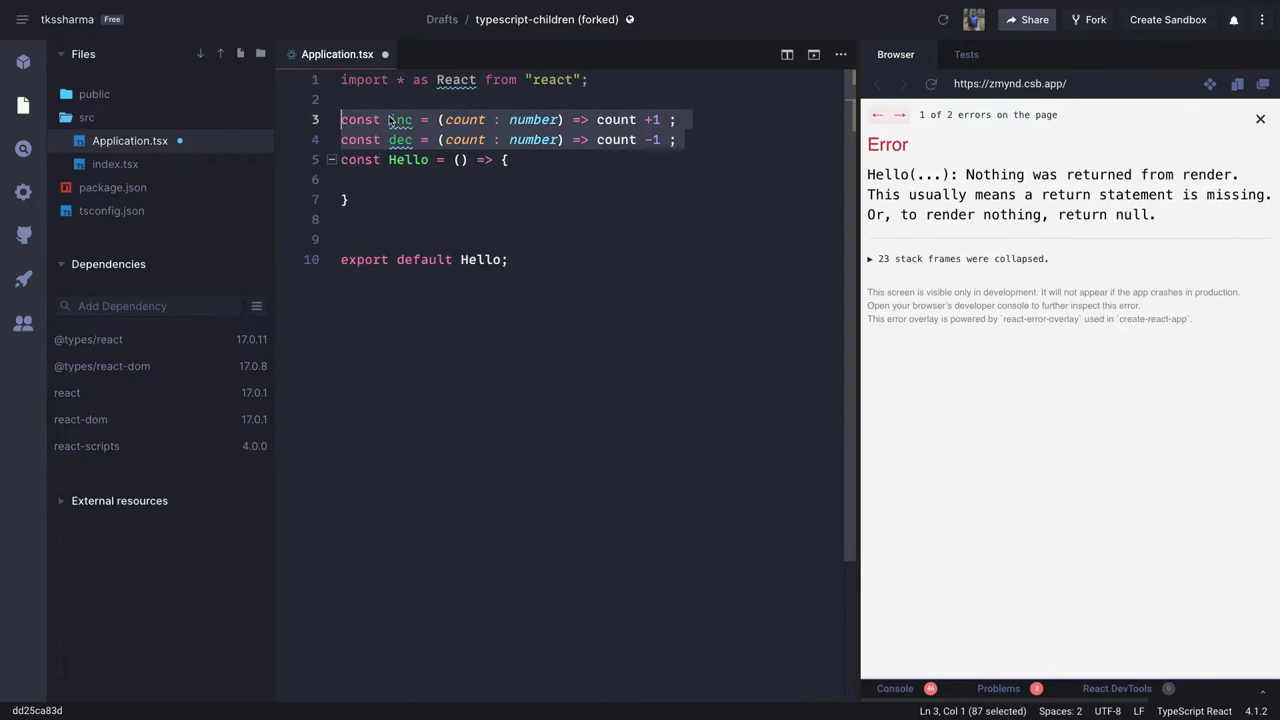 tkssharma Free
Drafts / typescript-children (forked)
Share
Fork
Create Sandbox
Files
Application.tsx
Browser
Tests
https://zmynd.csb.app/
public
src
Application.tsx
index.tsx
package.json
tsconfig.json
Dependencies
Add Dependency
@types/react 17.0.11
@types/react-dom 17.0.8
react 17.0.1
react-dom 17.0.1
react-scripts 4.0.0
External resources
1 import * as React from "react";
2
3 const inc = (count : number) => count +1 ;
4 const dec = (count : number) => count -1 ;
5 const Hello = () => {
6
7 }
8
9
10 export default Hello;
← → 1 of 2 errors on the page
Error
Hello(...): Nothing was returned from render.
This usually means a return statement is missing.
Or, to render nothing, return null.
▶ 23 stack frames were collapsed.
This screen is visible only in development. It will not appear if the app crashes in production.
Open your browser's developer console to further inspect this error.
This error overlay is powered by `react-error-overlay` used in `create-react-app`.
Console 46
Problems 3
React DevTools 0
dd25ca83d
Ln 3, Col 1 (87 selected) Spaces: 2 UTF-8 LF TypeScript React 4.1.2